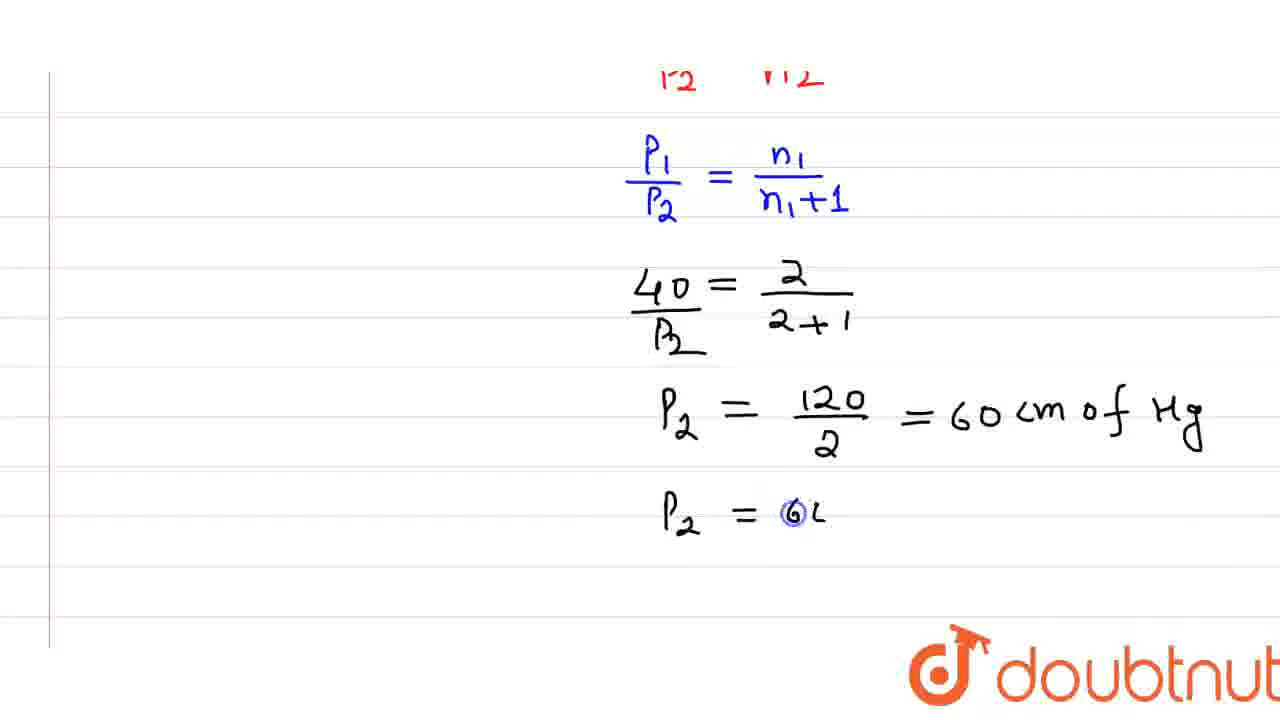 P1/P2 = n1/n1+1
40/P2 = 2/2+1
P2 = 120/2 = 60 cm of Hg
P2 = 6
doubtnut